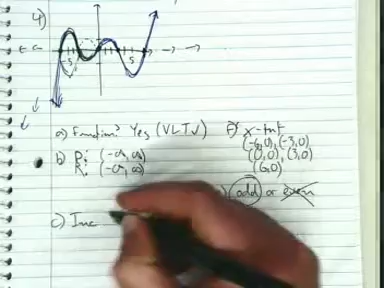 4)
-5 5
a) Function? Yes (VLTV)
b) D: (-∞, ∞)
R: (-∞, ∞)
f) x-int
(-6,0), (-3,0)
(0,0), (3,0)
(6,0)
) odd or even
c) Inc